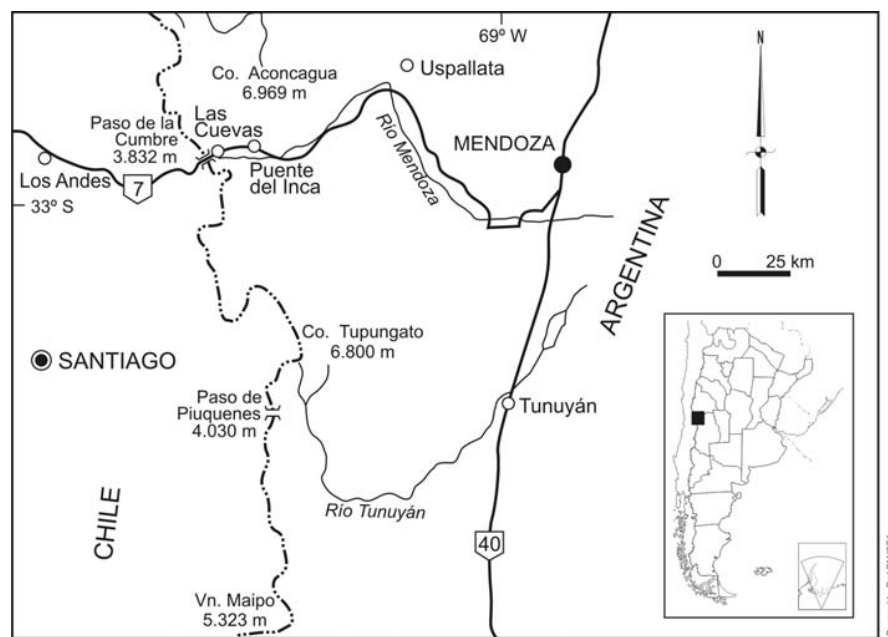 69º W
N
Co. Aconcagua
6.969 m
Uspallata
Las
Cuevas
Paso de la
Cumbre
3.832 m
MENDOZA
Puente
del Inca
Río Mendoza
Los Andes
7
33º S
ARGENTINA
0 25 km
SANTIAGO
Co. Tupungato
6.800 m
Paso de
Piuquenes
4.030 m
Tunuyán
Río Tunuyán
CHILE
40
Vn. Maipo
5.323 m